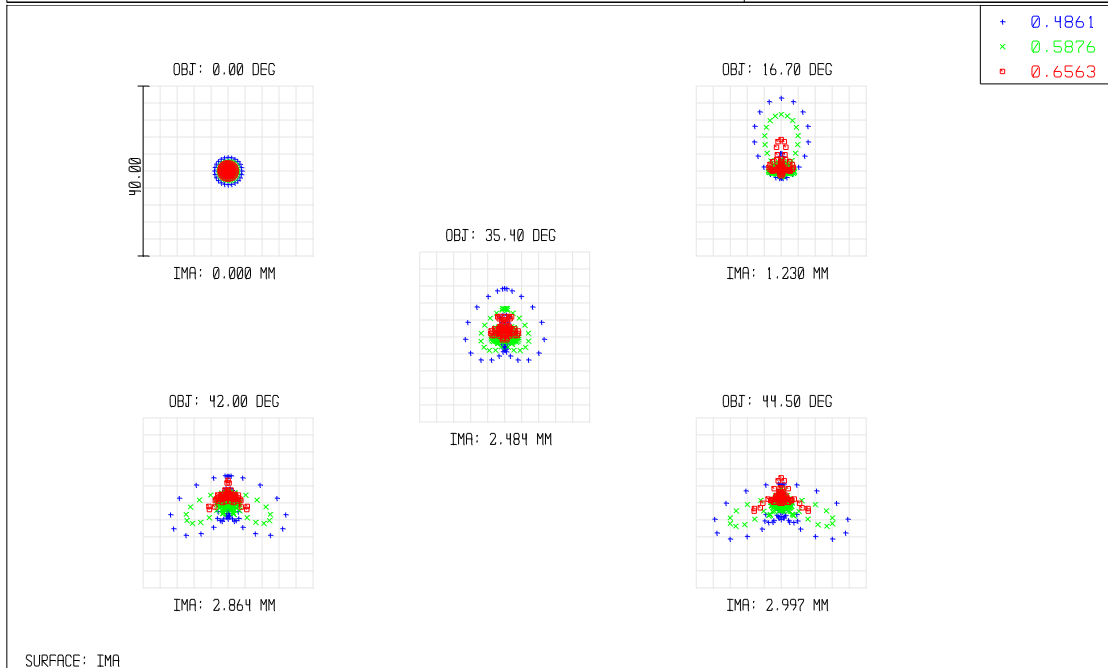 0.4861
0.5876
0.6563
OBJ: 0.00 DEG
OBJ: 16.70 DEG
40.00
IMA: 0.000 MM
IMA: 1.230 MM
OBJ: 35.40 DEG
IMA: 2.484 MM
OBJ: 42.00 DEG
OBJ: 44.50 DEG
IMA: 2.864 MM
IMA: 2.997 MM
SURFACE: IMA